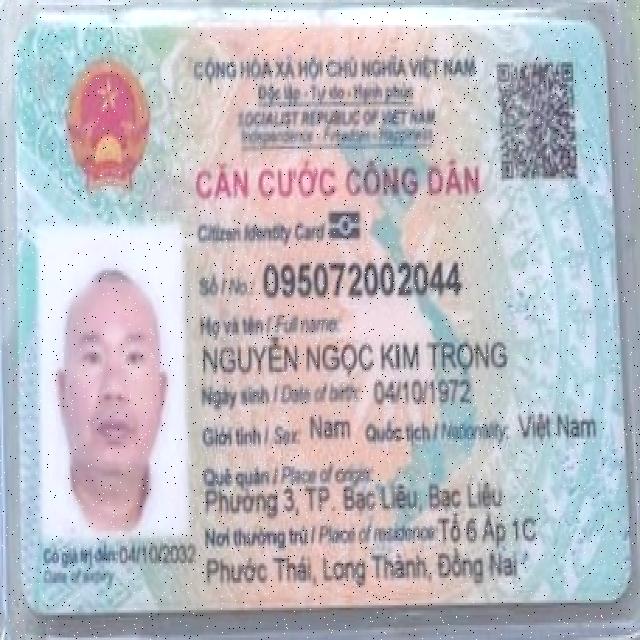 CỘNG HÒA XÃ HỘI CHỦ NGHĨA VIỆT NAM
Độc lập - Tự do - Hạnh phúc
SOCIALIST REPUBLIC OF VIET NAM
Independence - Freedom - Happiness
CĂN CƯỚC CÔNG DÂN
Citizen Identity Card
Số / No.: 095072002044
Họ và tên / Full name:
NGUYỄN NGỌC KIM TRỌNG
Ngày sinh / Date of birth: 04/10/1972
Giới tính / Sex: Nam Quốc tịch / Nationality: Việt Nam
Quê quán / Place of origin:
Phường 3, TP. Bạc Liêu, Bạc Liêu
Nơi thường trú / Place of residence: Tổ 6 Ấp 1C
Phước Thái, Long Thành, Đồng Nai
Có giá trị đến: 04/10/2032
Date of expiry